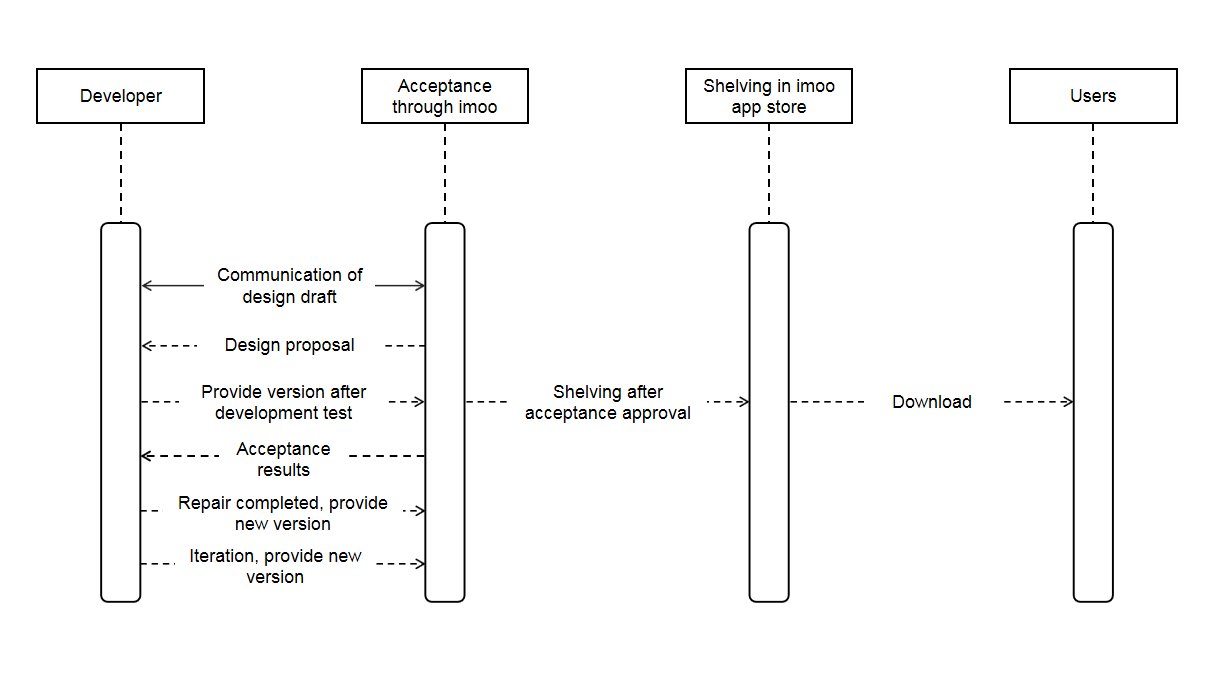 Developer
Acceptance
through imoo
Shelving in imoo
app store
Users
Communication of
design draft
Design proposal
Provide version after
development test
Shelving after
acceptance approval
Download
Acceptance
results
Repair completed, provide
new version
Iteration, provide new
version